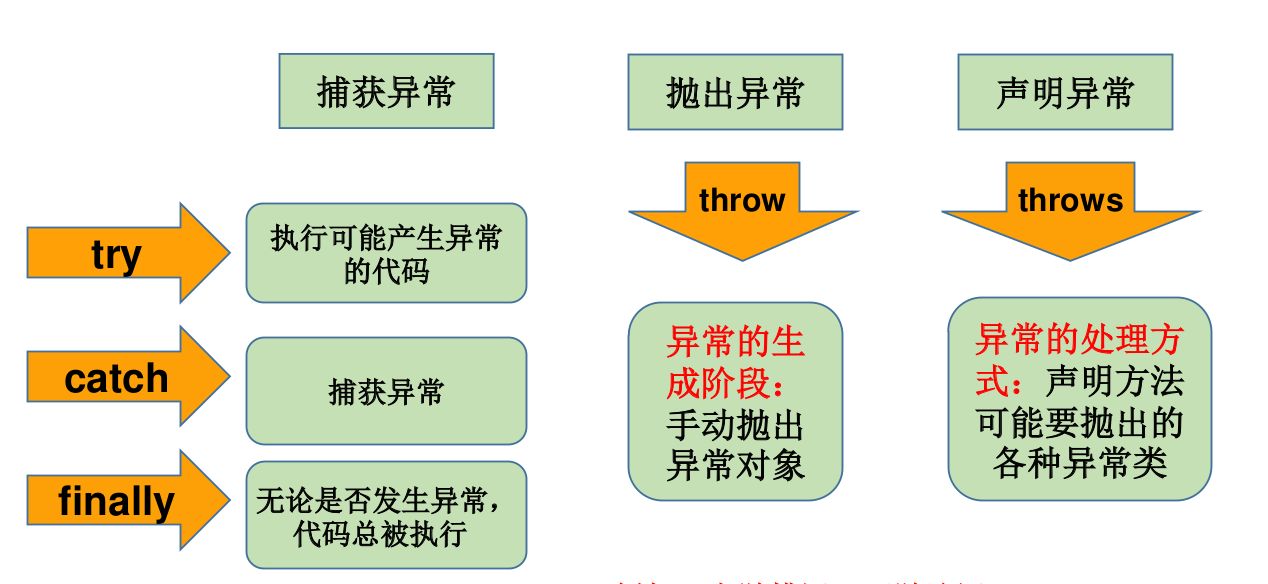 捕获异常
抛出异常
声明异常
try
执行可能产生异常
的代码
catch
捕获异常
finally
无论是否发生异常，
代码总被执行
throw
异常的生
成阶段：
手动抛出
异常对象
throws
异常的处理方
式：声明方法
可能要抛出的
各种异常类